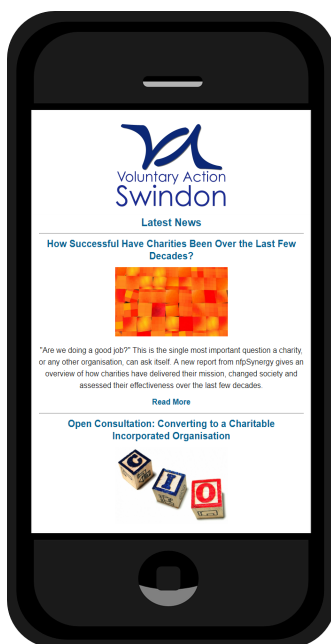 Voluntary Action
Swindon
Latest News
How Successful Have Charities Been Over the Last Few
Decades?
"Are we doing a good job?" This is the single most important question a charity,
or any other organisation, can ask itself. A new report from nfpSynergy gives an
overview of how charities have delivered their mission, changed society and
assessed their effectiveness over the last few decades.
Read More
Open Consultation: Converting to a Charitable
Incorporated Organisation
C I O